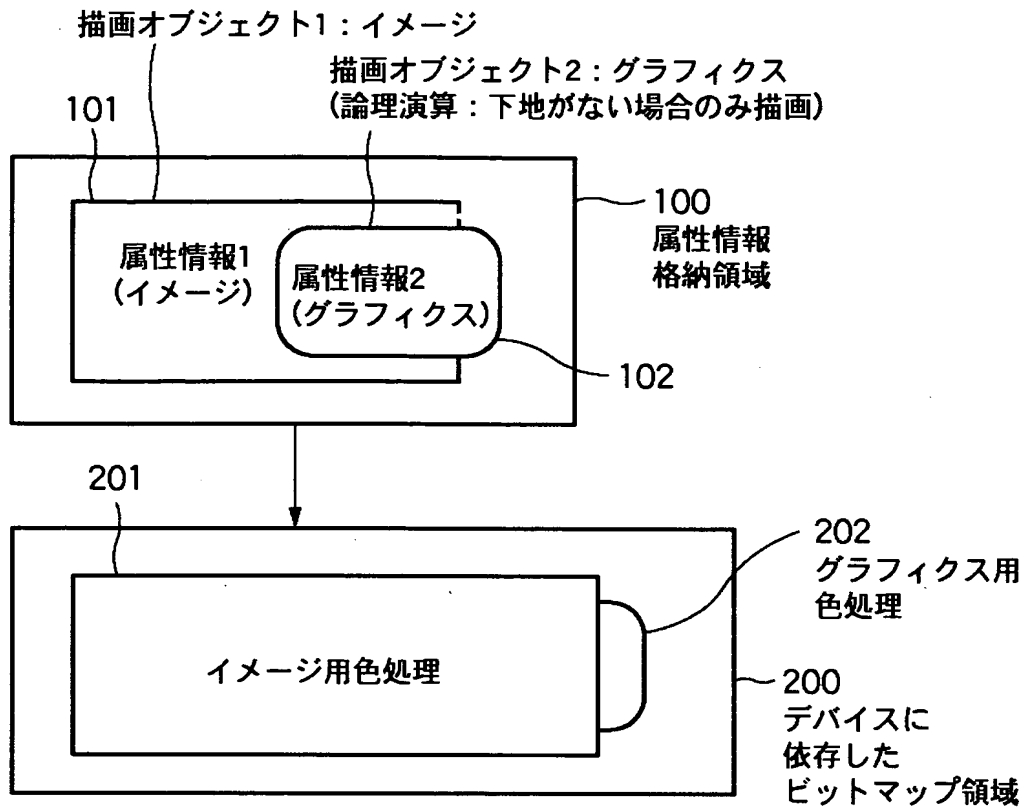 描画オブジェクト1：イメージ
描画オブジェクト2：グラフィクス
(論理演算：下地がない場合のみ描画)
101
100
属性情報
格納領域
属性情報1
(イメージ)
属性情報2
(グラフィクス)
102
201
202
グラフィクス用
色処理
イメージ用色処理
200
デバイスに
依存した
ビットマップ領域